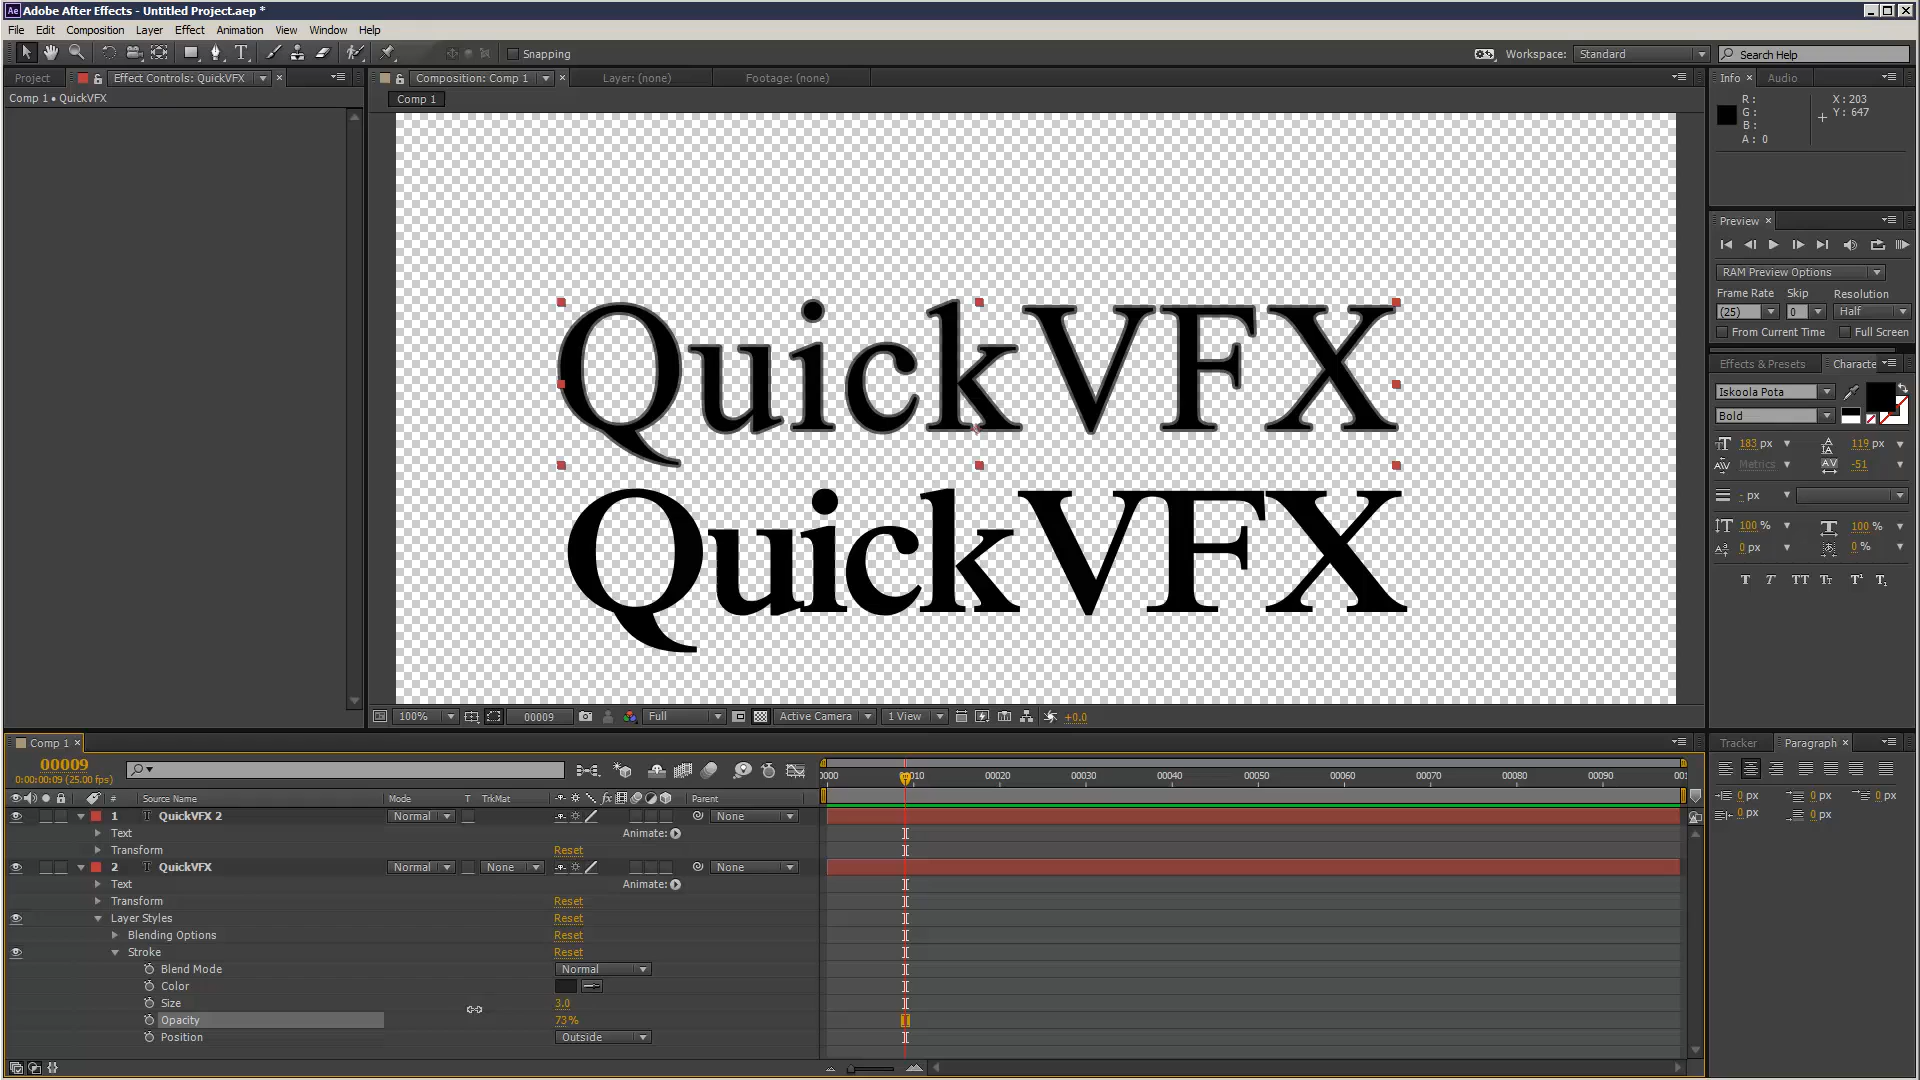 Ae Adobe After Effects - Untitled Project.aep *
File Edit Composition Layer Effect Animation View Window Help
Snapping
Workspace: Standard
Search Help
Project
Effect Controls: QuickVFX
Comp 1 • QuickVFX
Composition: Comp 1
Layer: (none)
Footage: (none)
Comp 1
Info
Audio
R :
G :
B :
A : 0
X : 203
Y : 647
Preview
RAM Preview Options
Frame Rate Skip Resolution
(25) 0 Half
From Current Time Full Screen
Effects & Presets Characte
Iskoola Pota
Bold
183 px 119 px
Metrics -51
- px
100 % 100 %
0 px 0 %
QuickVFX
QuickVFX
100% 00009 Full Active Camera 1 View +0.0
Comp 1
00009
0:00:00:09 (25.00 fps)
# Source Name Mode T TrkMat fx Parent
0000 00010 00020 00030 00040 00050 00060 00070 00080 00090
1 T QuickVFX 2 Normal None
Text Animate:
Transform Reset
2 T QuickVFX Normal None None
Text Animate:
Transform Reset
Layer Styles Reset
Blending Options Reset
Stroke Reset
Blend Mode Normal
Color
Size 3.0
Opacity 73%
Position Outside
Tracker Paragraph
0 px 0 px 0 px
0 px 0 px